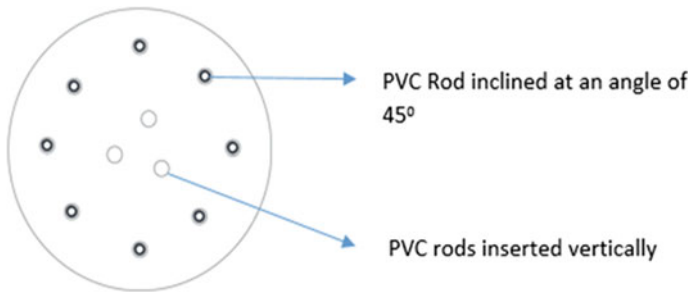 PVC Rod inclined at an angle of
45⁰
PVC rods inserted vertically